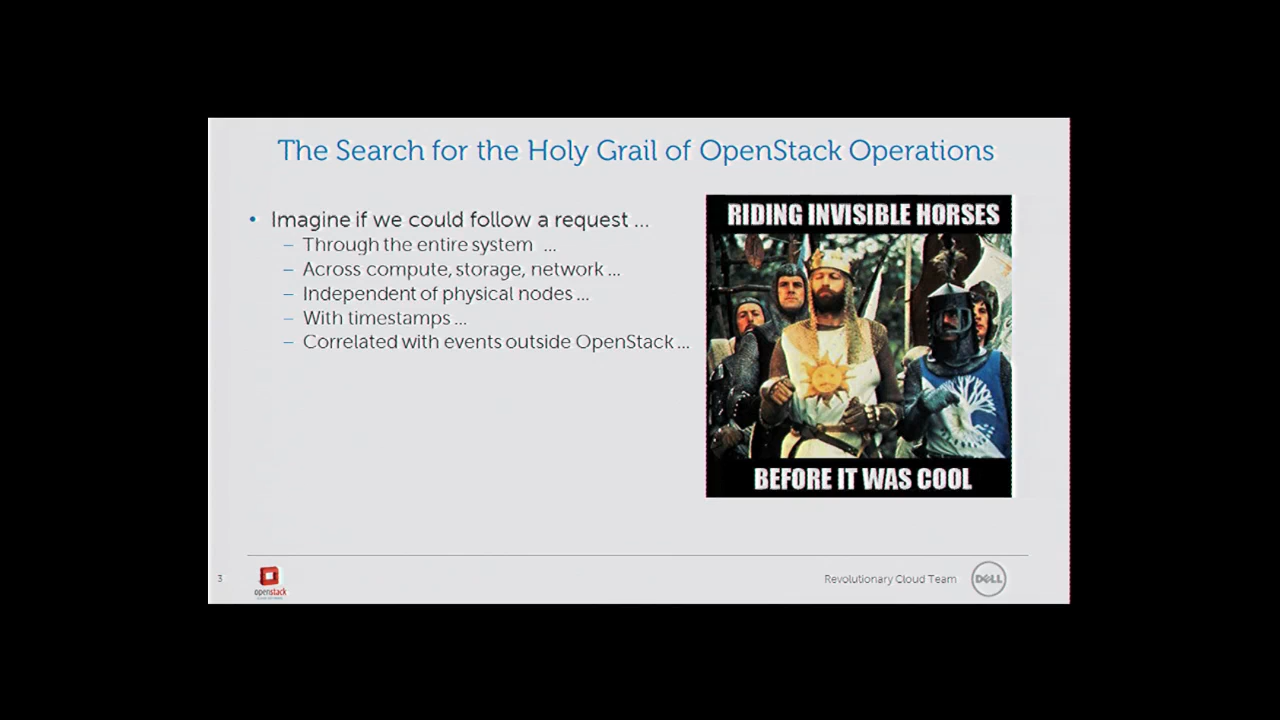 The Search for the Holy Grail of OpenStack Operations
• Imagine if we could follow a request ...
– Through the entire system ...
– Across compute, storage, network ...
– Independent of physical nodes ...
– With timestamps ...
– Correlated with events outside OpenStack ...
RIDING INVISIBLE HORSES
BEFORE IT WAS COOL
3
openstack
Revolutionary Cloud Team
DELL